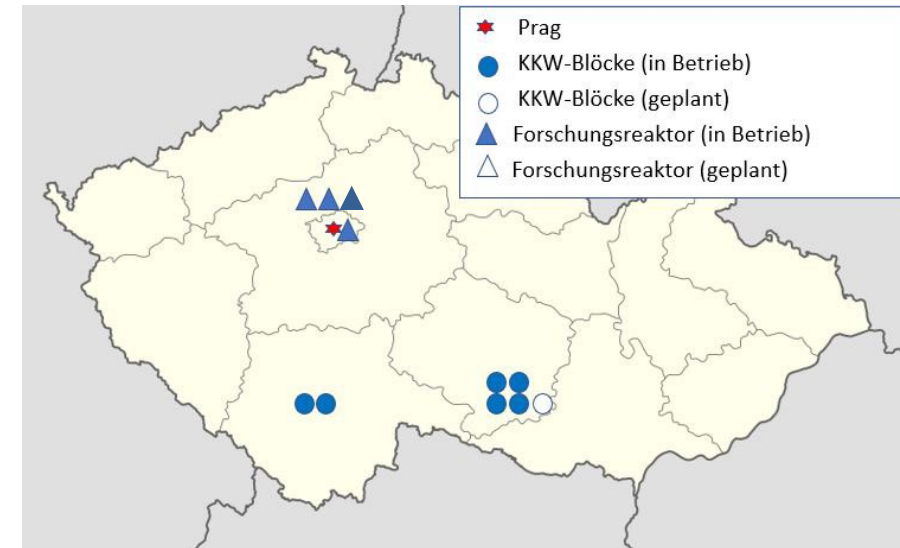 Prag
KKW-Blöcke (in Betrieb)
KKW-Blöcke (geplant)
Forschungsreaktor (in Betrieb)
Forschungsreaktor (geplant)